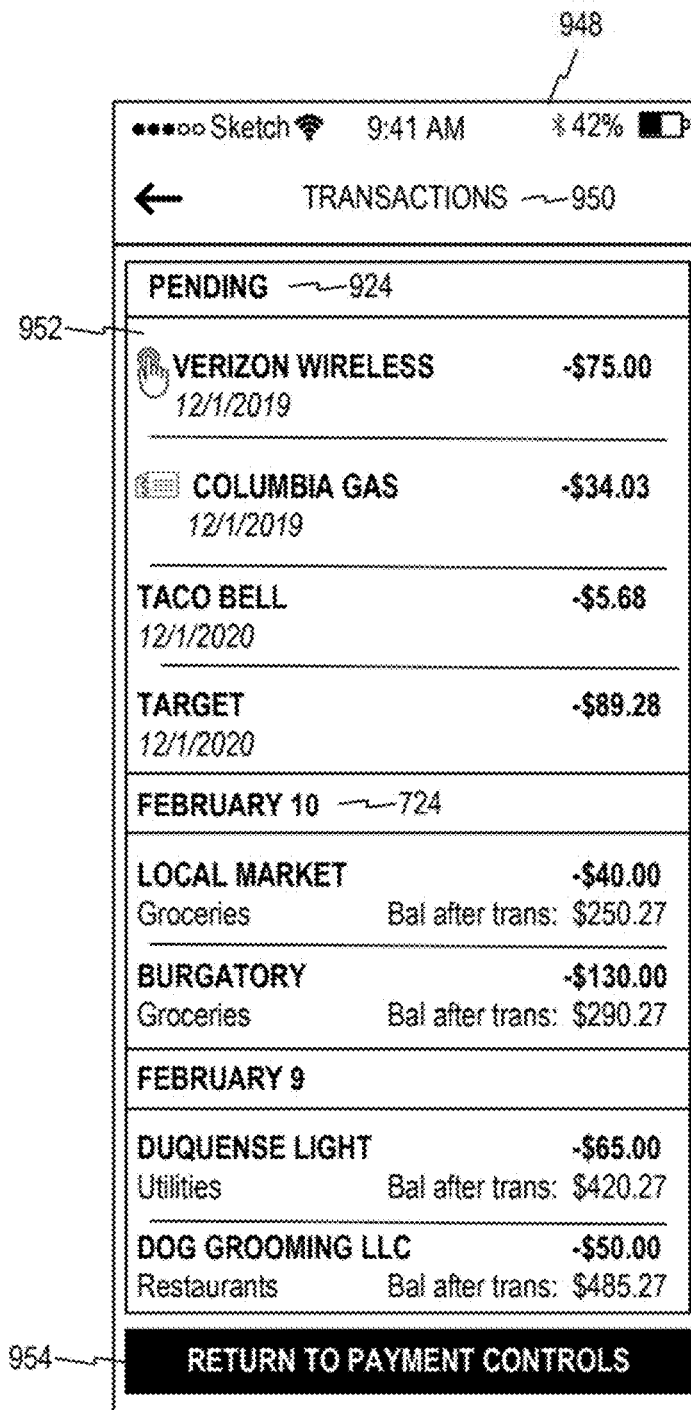 948
Sketch 9:41 AM 42%
TRANSACTIONS 950
PENDING 924
952
VERIZON WIRELESS -$75.00
12/1/2019
COLUMBIA GAS -$34.03
12/1/2019
TACO BELL -$5.68
12/1/2020
TARGET -$89.28
12/1/2020
FEBRUARY 10 724
LOCAL MARKET -$40.00
Groceries Bal after trans: $250.27
BURGATORY -$130.00
Groceries Bal after trans: $290.27
FEBRUARY 9
DUQUENSE LIGHT -$65.00
Utilities Bal after trans: $420.27
DOG GROOMING LLC -$50.00
Restaurants Bal after trans: $485.27
954 RETURN TO PAYMENT CONTROLS